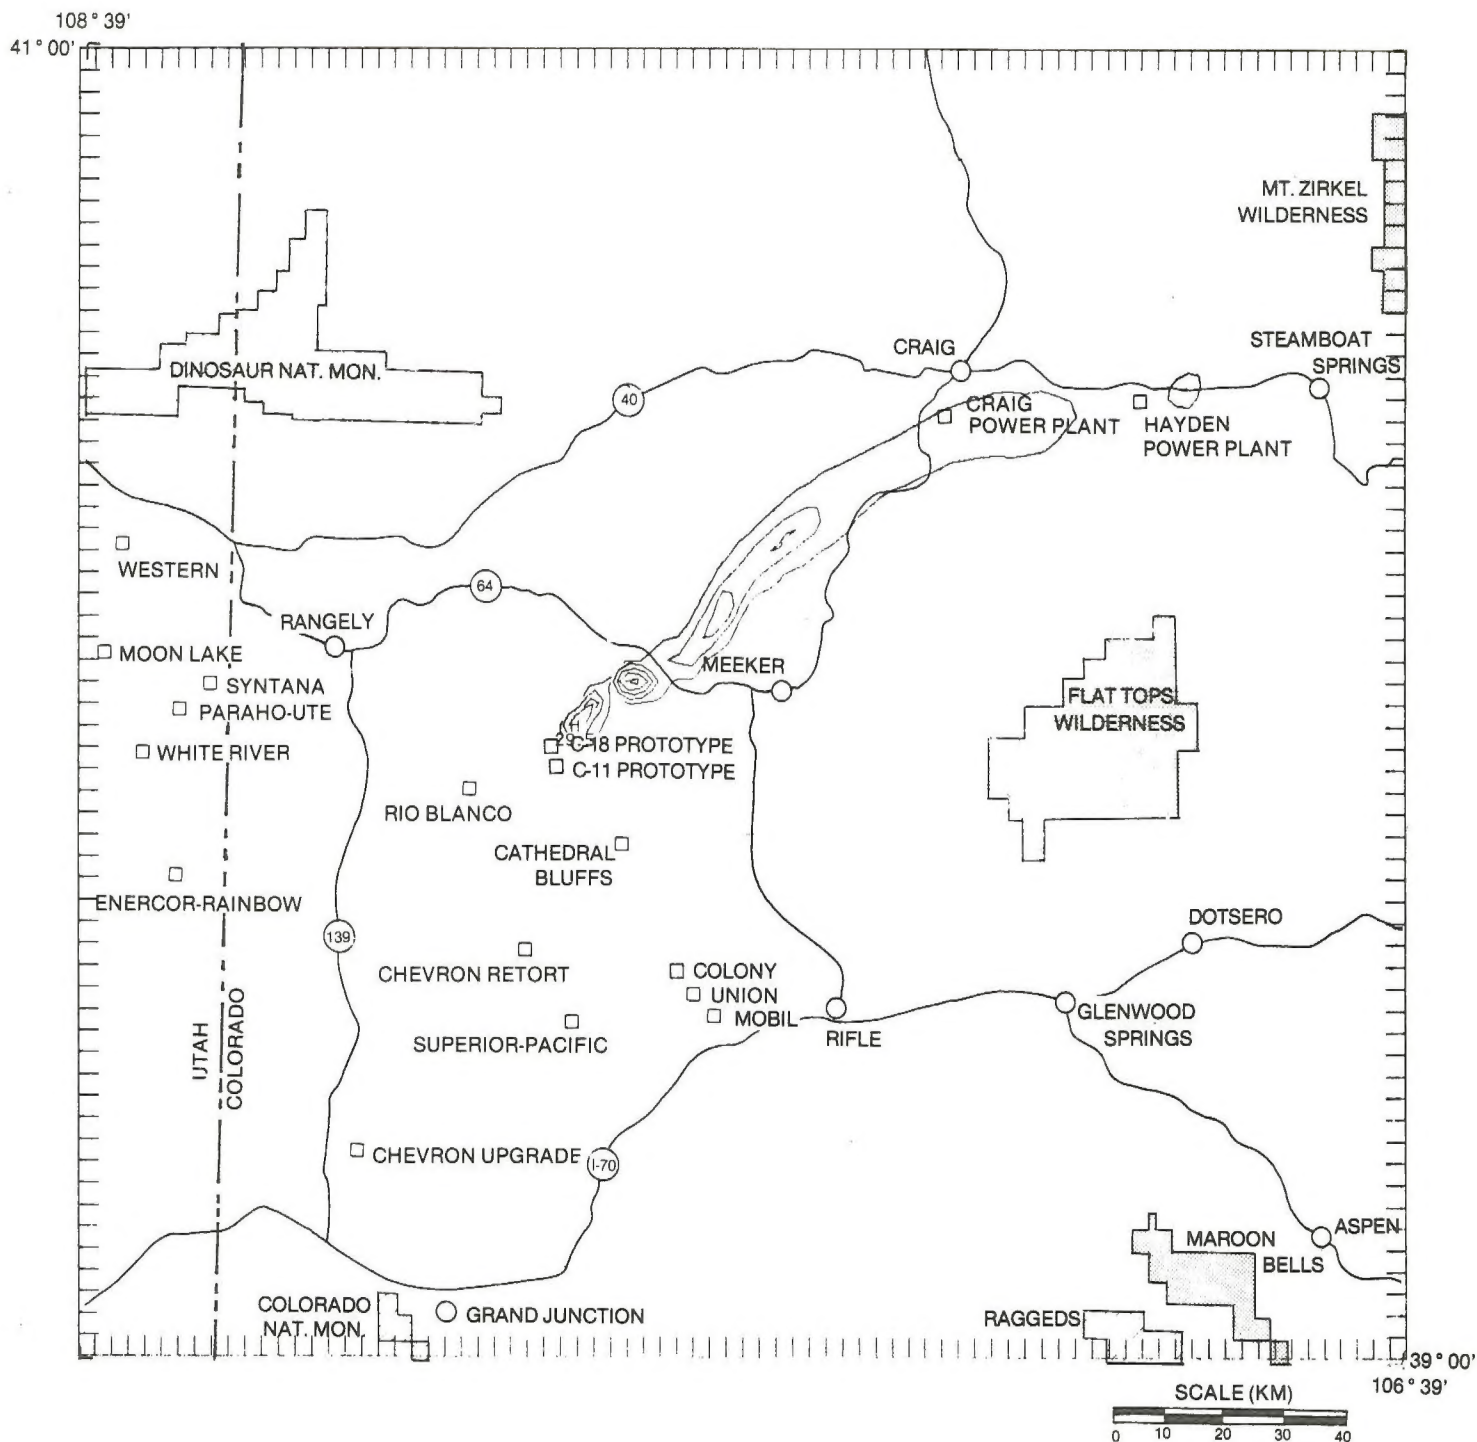 108° 39'
41° 00'
MT. ZIRKEL
WILDERNESS
CRAIG
STEAMBOAT
SPRINGS
DINOSAUR NAT. MON.
40
CRAIG
POWER PLANT
HAYDEN
POWER PLANT
WESTERN
64
RANGELY
MOON LAKE
MEEKER
SYNTANA
FLAT TOPS
WILDERNESS
PARAHO-UTE
H
C-18 PROTOTYPE
WHITE RIVER
C-11 PROTOTYPE
RIO BLANCO
CATHEDRAL
BLUFFS
ENERCOR-RAINBOW
DOTSERO
139
CHEVRON RETORT
COLONY
UNION
MOBIL
GLENWOOD
SPRINGS
RIFLE
SUPERIOR-PACIFIC
UTAH
COLORADO
CHEVRON UPGRADE
I-70
ASPEN
MAROON
BELLS
COLORADO
NAT. MON.
GRAND JUNCTION
RAGGEDS
39° 00'
106° 39'
SCALE (KM)
0 10 20 30 40